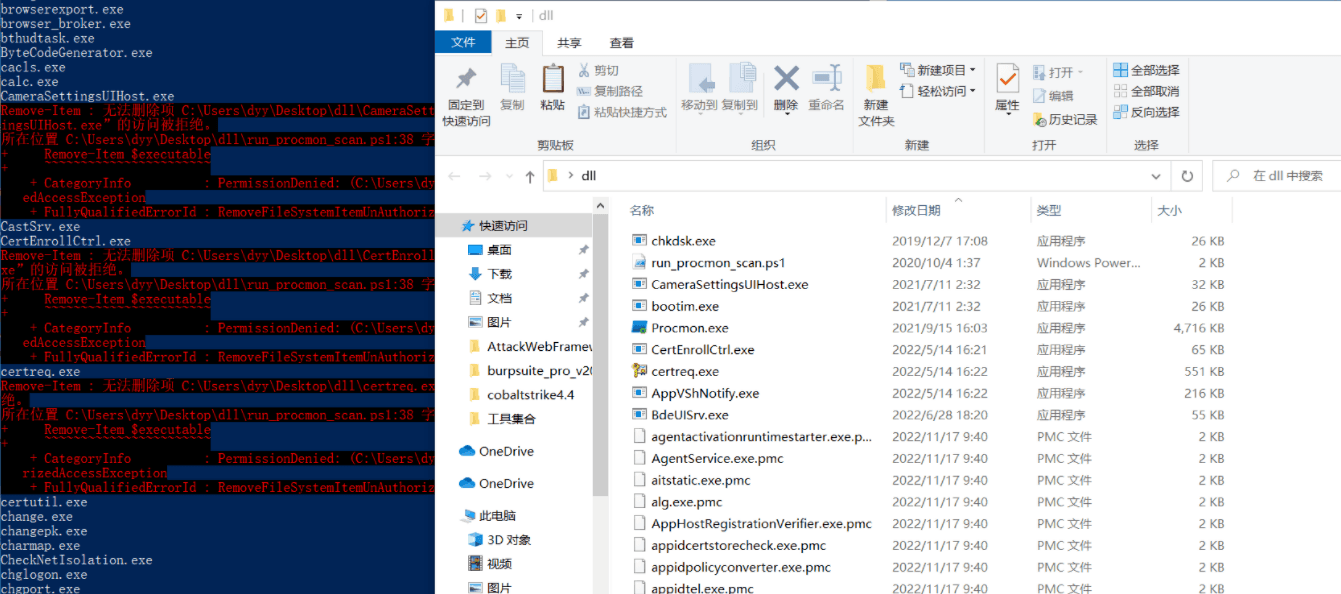 browserexport.exe
browser_broker.exe
bthudtask.exe
ByteCodeGenerator.exe
cacls.exe
calc.exe
CameraSettingsUIHost.exe
Remove-Item : 无法删除项 C:\Users\dyy\Desktop\dll\CameraSett
ingsUIHost.exe”的访问被拒绝。
所在位置 C:\Users\dyy\Desktop\dll\run_procmon_scan.ps1:38 字
+     Remove-Item $executable
+     ~~~~~~~~~~~~~~~~~~~~~~~
    + CategoryInfo          : PermissionDenied: (C:\Users\dy
   edAccessException
    + FullyQualifiedErrorId : RemoveFileSystemItemUnAuthoriz
CastSrv.exe
CertEnrollCtrl.exe
Remove-Item : 无法删除项 C:\Users\dyy\Desktop\dll\CertEnroll
xe”的访问被拒绝。
所在位置 C:\Users\dyy\Desktop\dll\run_procmon_scan.ps1:38 字
+     Remove-Item $executable
+     ~~~~~~~~~~~~~~~~~~~~~~~
    + CategoryInfo          : PermissionDenied: (C:\Users\dy
   edAccessException
    + FullyQualifiedErrorId : RemoveFileSystemItemUnAuthoriz
certreq.exe
Remove-Item : 无法删除项 C:\Users\dyy\Desktop\dll\certreq.ex
绝。
所在位置 C:\Users\dyy\Desktop\dll\run_procmon_scan.ps1:38 字
+     Remove-Item $executable
+     ~~~~~~~~~~~~~~~~~~~~~~~
    + CategoryInfo          : PermissionDenied: (C:\Users\dy
   rizedAccessException
    + FullyQualifiedErrorId : RemoveFileSystemItemUnAuthoriz
certutil.exe
change.exe
changepk.exe
charmap.exe
CheckNetIsolation.exe
chglogon.exe
chgport.exe
dll
文件 主页 共享 查看
固定到快速访问
复制
粘贴
剪切
复制路径
粘贴快捷方式
剪贴板
移动到 复制到 删除 重命名
组织
新建文件夹
新建项目
轻松访问
新建
属性
打开
编辑
历史记录
打开
全部选择
全部取消
反向选择
选择
dll
在 dll 中搜索
快速访问
桌面
下载
文档
图片
AttackWebFramew
burpsuite_pro_v20
cobaltstrike4.4
工具集合
OneDrive
OneDrive
此电脑
3D 对象
视频
图片
名称 修改日期 类型 大小
chkdsk.exe 2019/12/7 17:08 应用程序 26 KB
run_procmon_scan.ps1 2020/10/4 1:37 Windows Power... 2 KB
CameraSettingsUIHost.exe 2021/7/11 2:32 应用程序 32 KB
bootim.exe 2021/7/11 2:32 应用程序 26 KB
Procmon.exe 2021/9/15 16:03 应用程序 4,716 KB
CertEnrollCtrl.exe 2022/5/14 16:21 应用程序 65 KB
certreq.exe 2022/5/14 16:22 应用程序 551 KB
AppVShNotify.exe 2022/5/14 16:22 应用程序 216 KB
BdeUISrv.exe 2022/6/28 18:20 应用程序 55 KB
agentactivationruntimestarter.exe.p... 2022/11/17 9:40 PMC 文件 2 KB
AgentService.exe.pmc 2022/11/17 9:40 PMC 文件 2 KB
aitstatic.exe.pmc 2022/11/17 9:40 PMC 文件 2 KB
alg.exe.pmc 2022/11/17 9:40 PMC 文件 2 KB
AppHostRegistrationVerifier.exe.pmc 2022/11/17 9:40 PMC 文件 2 KB
appidcertstorecheck.exe.pmc 2022/11/17 9:40 PMC 文件 2 KB
appidpolicyconverter.exe.pmc 2022/11/17 9:40 PMC 文件 2 KB
appidtel.exe.pmc 2022/11/17 9:40 PMC 文件 2 KB